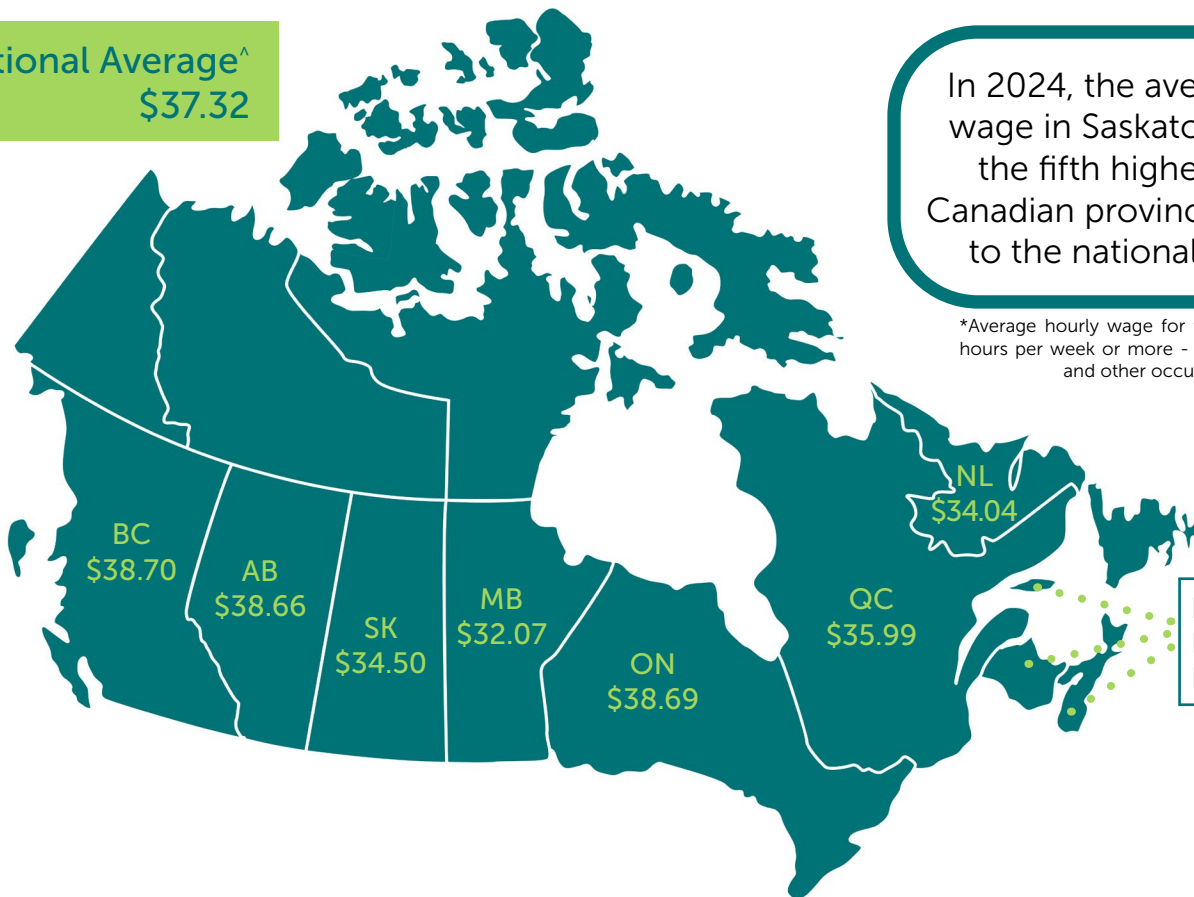 tional Average^
$37.32
In 2024, the ave
wage in Saskato
the fifth highe
Canadian provinc
to the national
*Average hourly wage for
hours per week or more -
and other occu
NL
$34.04
BC
$38.70
AB
$38.66
SK
$34.50
MB
$32.07
ON
$38.69
QC
$35.99